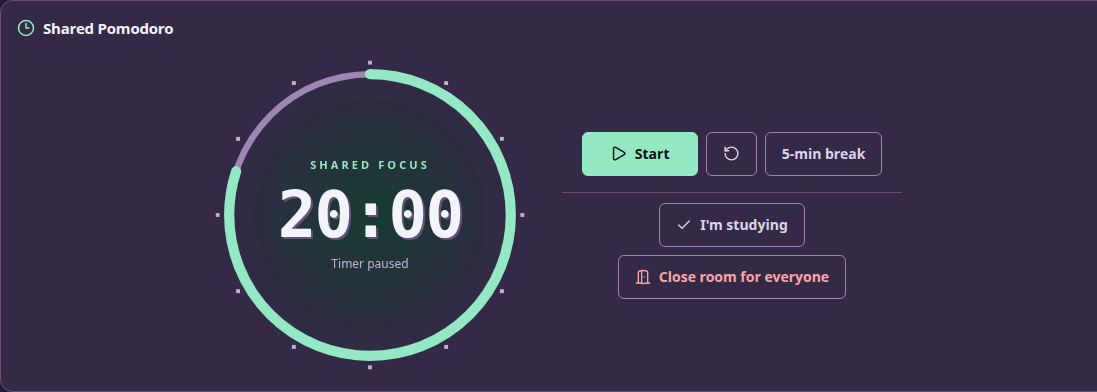 Shared Pomodoro
SHARED FOCUS
20:00
Timer paused
Start
5-min break
I'm studying
Close room for everyone